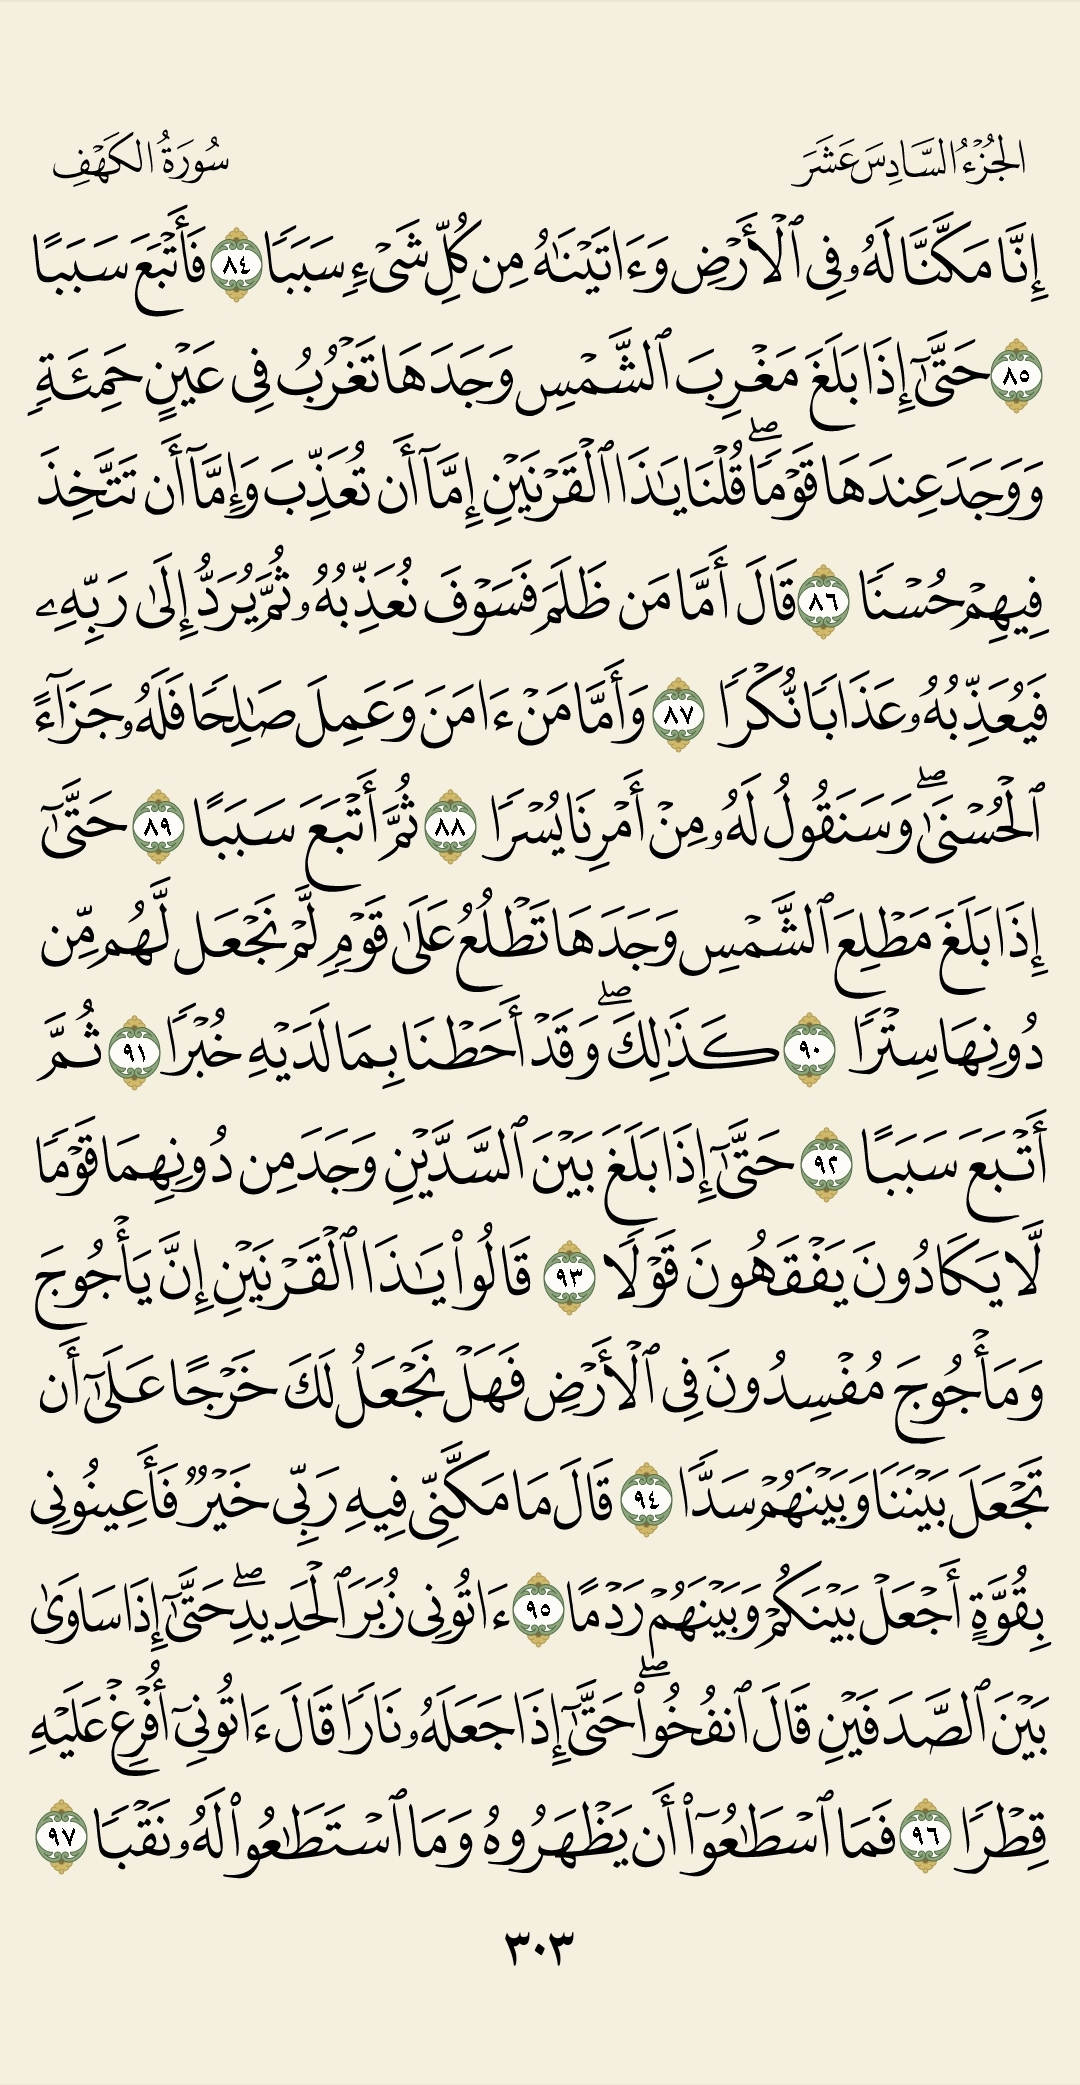 الجُزْءُ السَّادِسَ عَشَرَ
سُورَةُ الكَهْفِ
إِنَّا مَكَّنَّا لَهُۥ فِى ٱلْأَرْضِ وَءَاتَيْنَٰهُ مِن كُلِّ شَىْءٍۢ سَبَبًۭا ٨٤ فَأَتْبَعَ سَبَبًا
٨٥ حَتَّىٰٓ إِذَا بَلَغَ مَغْرِبَ ٱلشَّمْسِ وَجَدَهَا تَغْرُبُ فِى عَيْنٍ حَمِئَةٍۢ
وَوَجَدَ عِندَهَا قَوْمًۭا ۖ قُلْنَا يَٰذَا ٱلْقَرْنَيْنِ إِمَّآ أَن تُعَذِّبَ وَإِمَّآ أَن تَتَّخِذَ
فِيهِمْ حُسْنًۭا ٨٦ قَالَ أَمَّا مَن ظَلَمَ فَسَوْفَ نُعَذِّبُهُۥ ثُمَّ يُرَدُّ إِلَىٰ رَبِّهِۦ
فَيُعَذِّبُهُۥ عَذَابًۭا نُّكْرًۭا ٨٧ وَأَمَّا مَنْ ءَامَنَ وَعَمِلَ صَٰلِحًۭا فَلَهُۥ جَزَآءً
ٱلْحُسْنَىٰ ۖ وَسَنَقُولُ لَهُۥ مِنْ أَمْرِنَا يُسْرًۭا ٨٨ ثُمَّ أَتْبَعَ سَبَبًا ٨٩ حَتَّىٰٓ
إِذَا بَلَغَ مَطْلِعَ ٱلشَّمْسِ وَجَدَهَا تَطْلُعُ عَلَىٰ قَوْمٍۢ لَّمْ نَجْعَل لَّهُم مِّن
دُونِهَا سِتْرًۭا ٩٠ كَذَٰلِكَ ۖ وَقَدْ أَحَطْنَا بِمَا لَدَيْهِ خُبْرًۭا ٩١ ثُمَّ
أَتْبَعَ سَبَبًا ٩٢ حَتَّىٰٓ إِذَا بَلَغَ بَيْنَ ٱلسَّدَّيْنِ وَجَدَ مِن دُونِهِمَا قَوْمًۭا
لَّا يَكَادُونَ يَفْقَهُونَ قَوْلًۭا ٩٣ قَالُوا۟ يَٰذَا ٱلْقَرْنَيْنِ إِنَّ يَأْجُوجَ
وَمَأْجُوجَ مُفْسِدُونَ فِى ٱلْأَرْضِ فَهَلْ نَجْعَلُ لَكَ خَرْجًا عَلَىٰٓ أَن
تَجْعَلَ بَيْنَنَا وَبَيْنَهُمْ سَدًّۭا ٩٤ قَالَ مَا مَكَّنِّى فِيهِ رَبِّى خَيْرٌۭ فَأَعِينُونِى
بِقُوَّةٍ أَجْعَلْ بَيْنَكُمْ وَبَيْنَهُمْ رَدْمًا ٩٥ ءَاتُونِى زُبَرَ ٱلْحَدِيدِ ۖ حَتَّىٰٓ إِذَا سَاوَىٰ
بَيْنَ ٱلصَّدَفَيْنِ قَالَ ٱنفُخُوا۟ ۖ حَتَّىٰٓ إِذَا جَعَلَهُۥ نَارًۭا قَالَ ءَاتُونِىٓ أُفْرِغْ عَلَيْهِ
قِطْرًۭا ٩٦ فَمَا ٱسْطَٰعُوٓا۟ أَن يَظْهَرُوهُ وَمَا ٱسْتَطَٰعُوا۟ لَهُۥ نَقْبًۭا ٩٧
٣٠٣